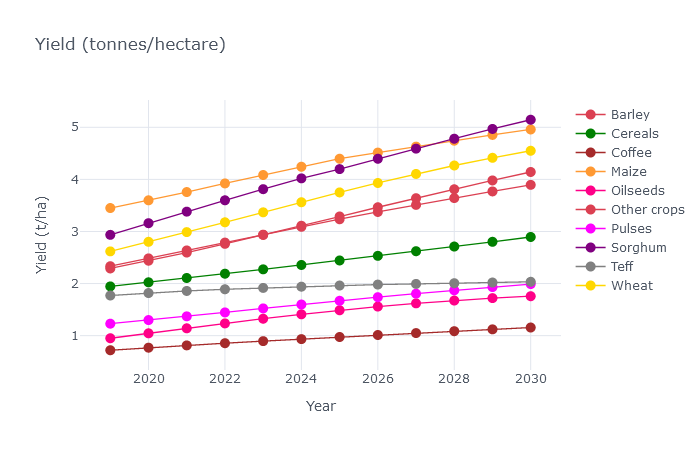 Yield (tonnes/hectare)
Yield (t/ha)
5
4
3
2
1
2020 2022 2024 2026 2028 2030
Year
Barley
Cereals
Coffee
Maize
Oilseeds
Other crops
Pulses
Sorghum
Teff
Wheat